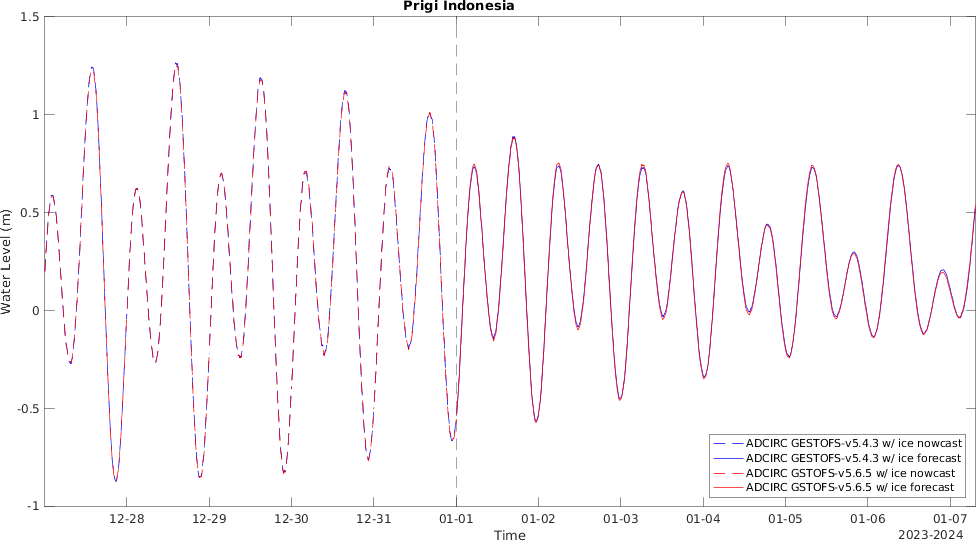 Prigi Indonesia
1.5
1
0.5
0
-0.5
-1
Water Level (m)
12-28 12-29 12-30 12-31 01-01 01-02 01-03 01-04 01-05 01-06 01-07
Time
2023-2024
ADCIRC GESTOFS-v5.4.3 w/ ice nowcast
ADCIRC GESTOFS-v5.4.3 w/ ice forecast
ADCIRC GSTOFS-v5.6.5 w/ ice nowcast
ADCIRC GSTOFS-v5.6.5 w/ ice forecast